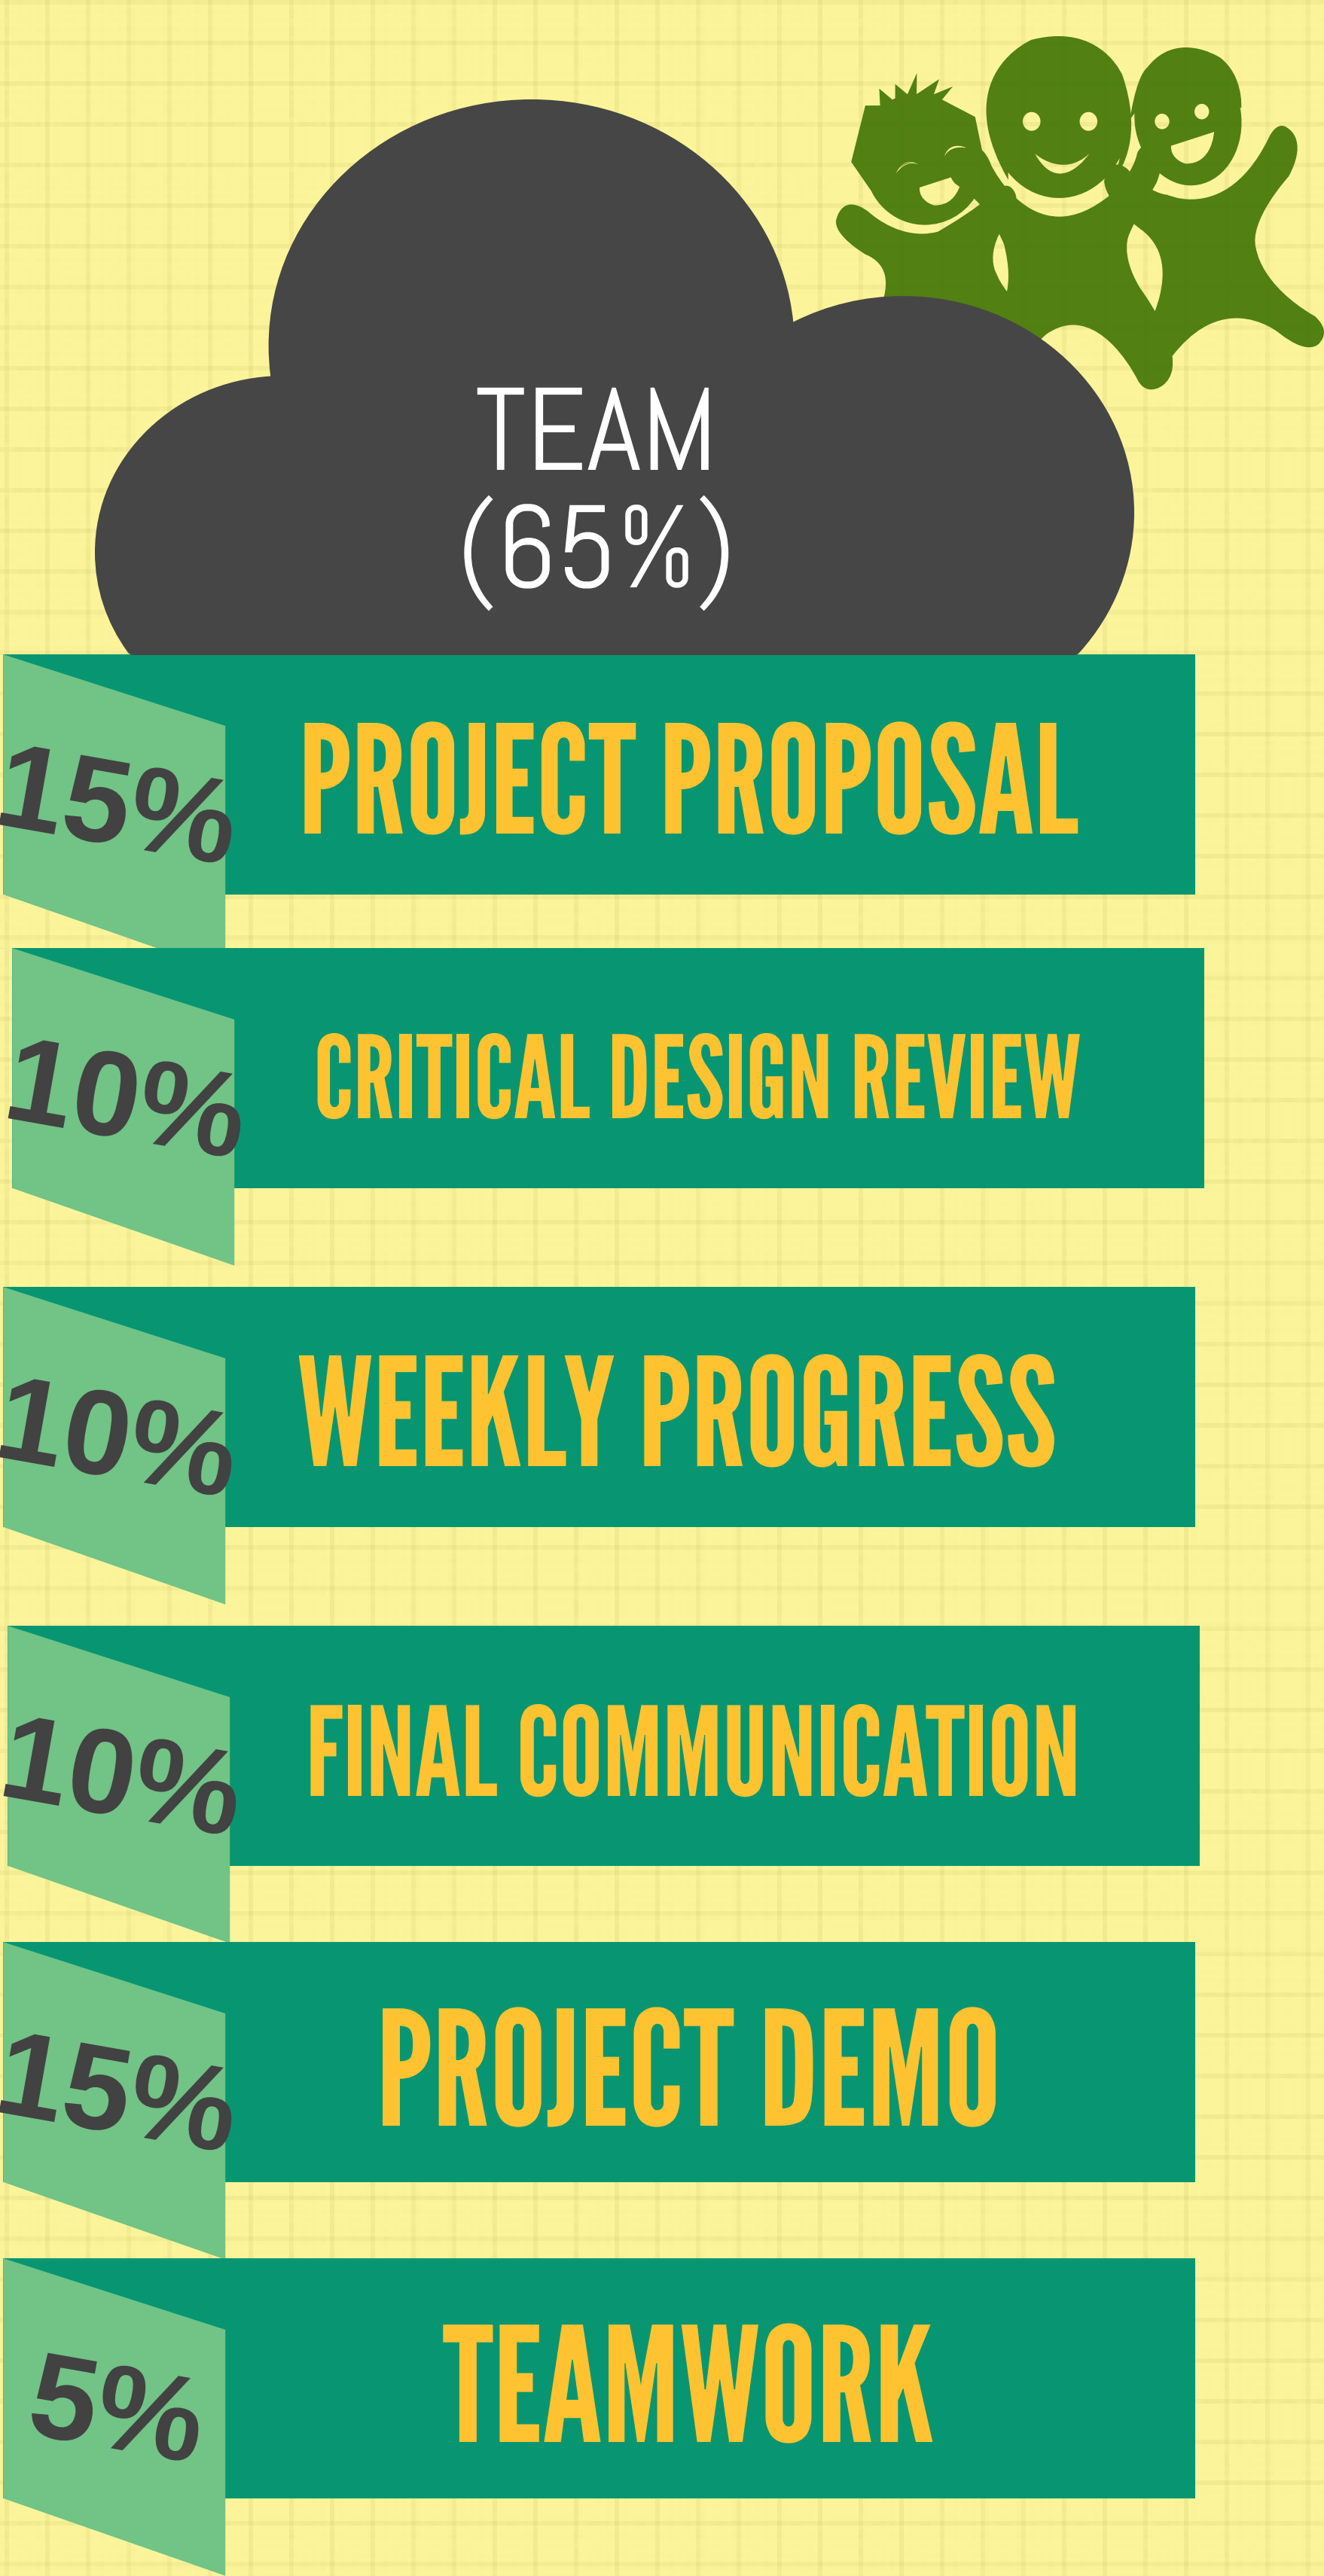 TEAM
(65%)
15% PROJECT PROPOSAL
10% CRITICAL DESIGN REVIEW
10% WEEKLY PROGRESS
10% FINAL COMMUNICATION
15% PROJECT DEMO
5% TEAMWORK